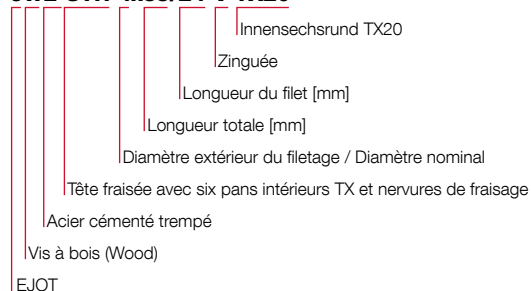 Innensechsrund TX20
Zinguée
Longueur du filet [mm]
Longueur totale [mm]
Diamètre extérieur du filetage / Diamètre nominal
Tête fraisée avec six pans intérieurs TX et nervures de fraisage
Acier cémenté trempé
Vis à bois (Wood)
EJOT